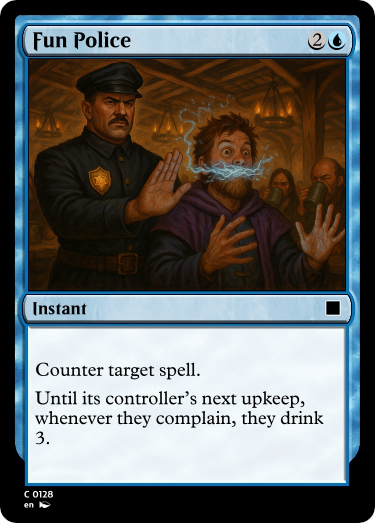 Fun Police 2
Instant
Counter target spell.
Until its controller's next upkeep,
whenever they complain, they drink
3.
C 0128
en